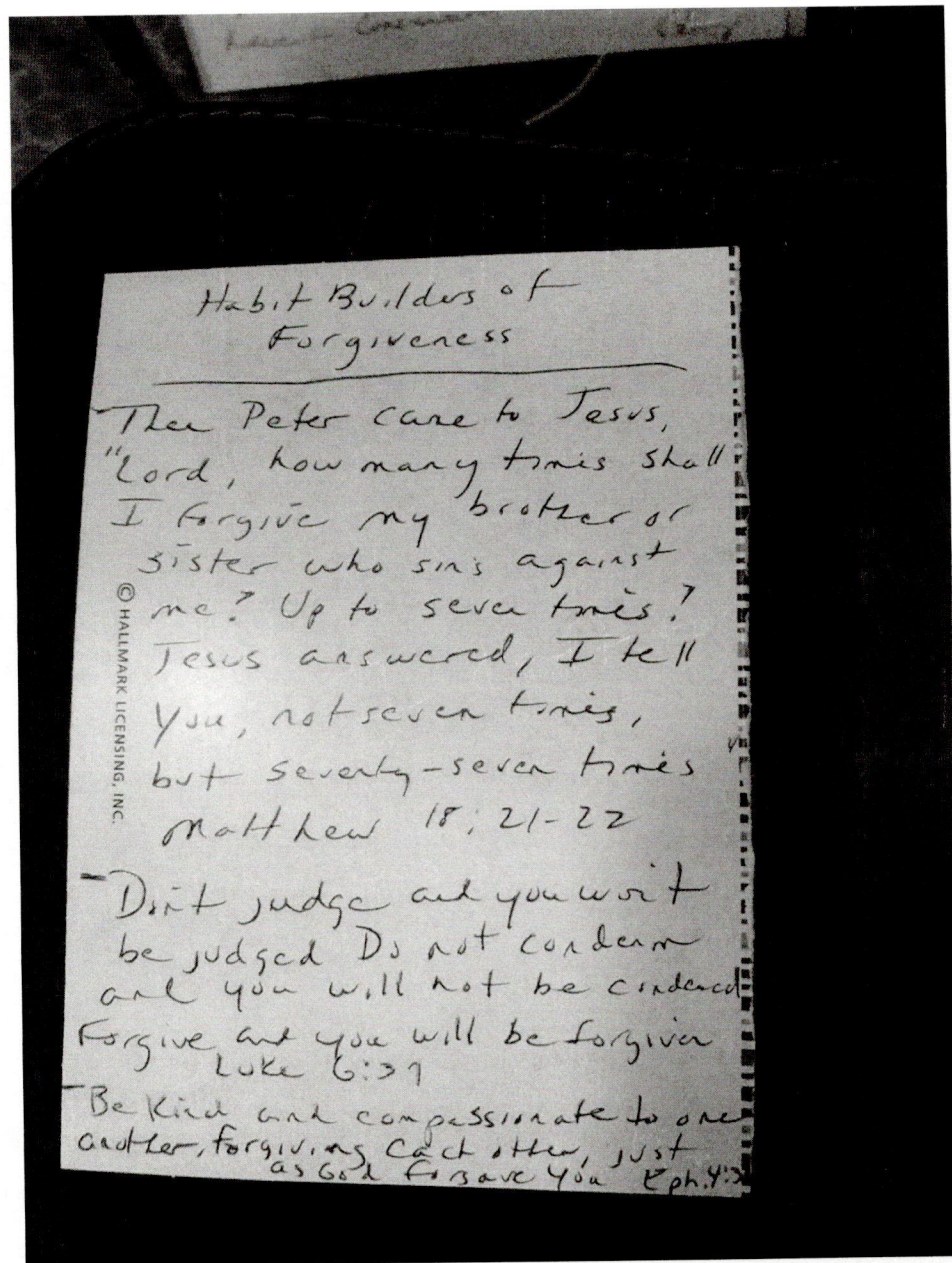 Advent
Habit Builders of
Forgiveness
- Then Peter came to Jesus,
"Lord, how many times shall
I forgive my brother or
sister who sins against
me? Up to seven times?
Jesus answered, I tell
You, not seven times,
but seventy-seven times
Matthew 18:21-22
© HALLMARK LICENSING, INC.
- Don't judge and you won't
be judged Do not condemn
and you will not be condemned
Forgive and you will be forgiven
Luke 6:37
- Be Kind and compassionate to one
another, forgiving each other, just
as God forgave you Eph. 4:3